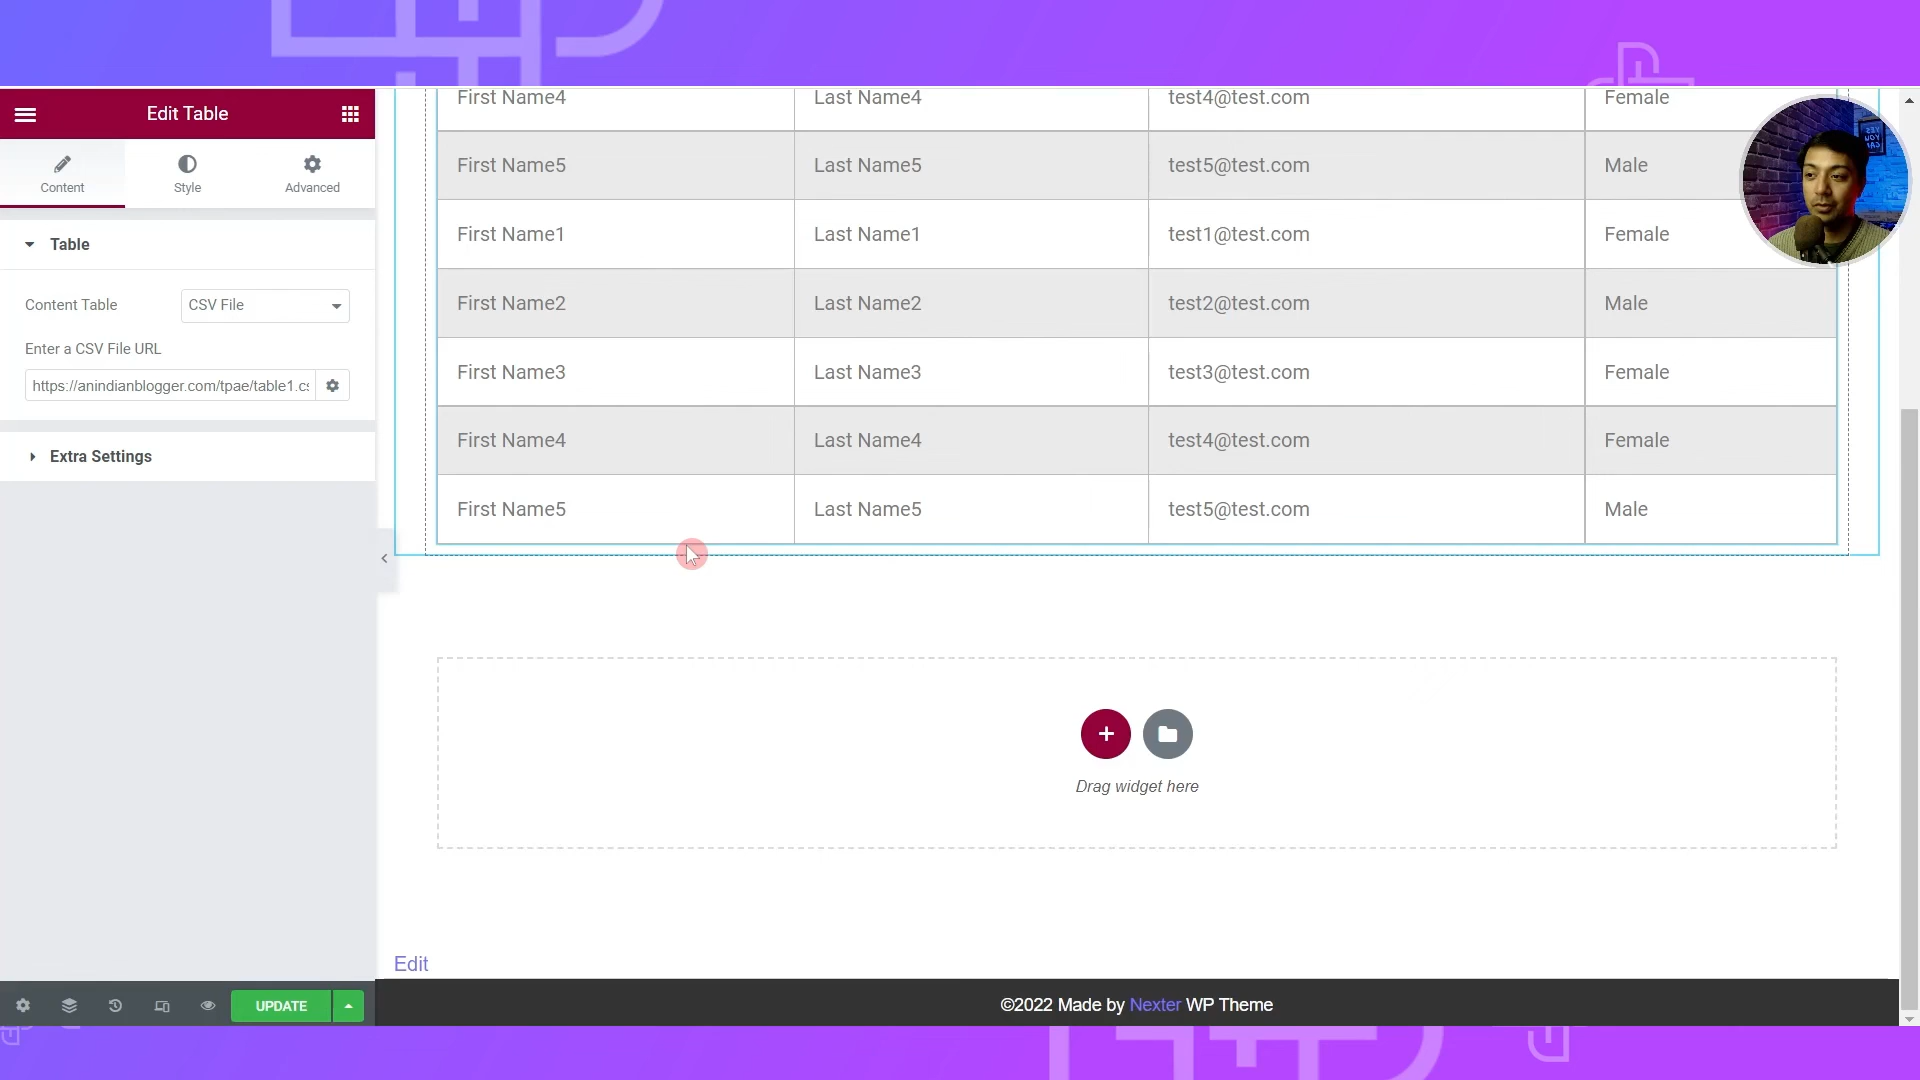 Edit Table
Content
Style
Advanced
Table
Content Table
CSV File
Enter a CSV File URL
https://anindianblogger.com/tpae/table1.cs
Extra Settings
UPDATE
First Name4 Last Name4 test4@test.com Female
First Name5 Last Name5 test5@test.com Male
First Name1 Last Name1 test1@test.com Female
First Name2 Last Name2 test2@test.com Male
First Name3 Last Name3 test3@test.com Female
First Name4 Last Name4 test4@test.com Female
First Name5 Last Name5 test5@test.com Male
Drag widget here
Edit
©2022 Made by Nexter WP Theme